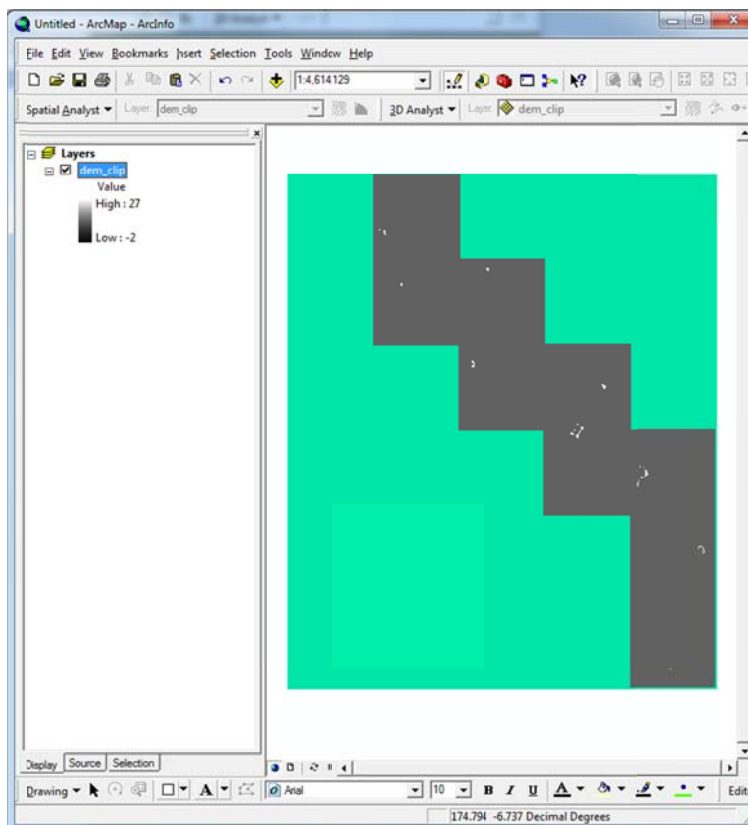 Untitled - ArcMap - ArcInfo
File Edit View Bookmarks Insert Selection Tools Window Help
1:4,614129
Spatial Analyst Layer: dem_clip 3D Analyst Layer: dem_clip
Layers
dem_clip
Value
High : 27
Low : -2
Display Source Selection
Drawing A Arial 10 B I U A Edit
174.794 -6.737 Decimal Degrees